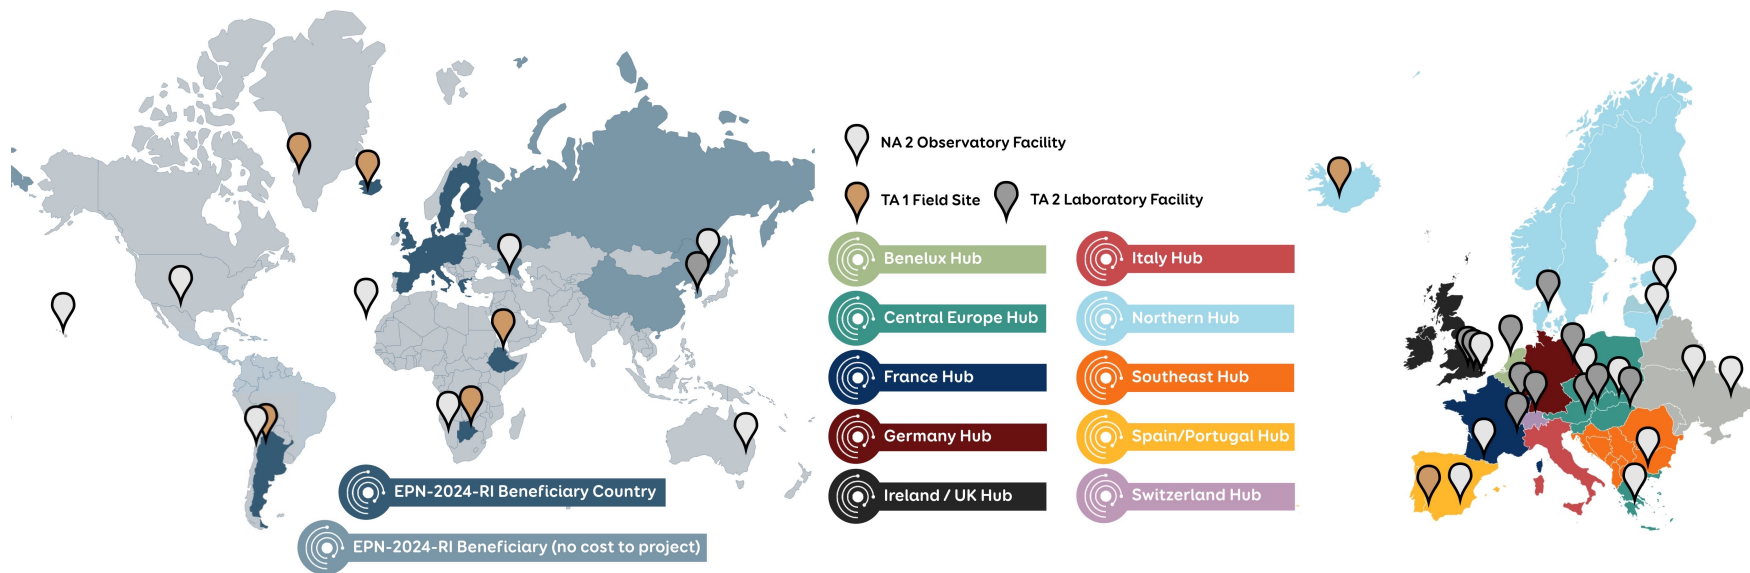 NA 2 Observatory Facility
TA 1 Field Site
TA 2 Laboratory Facility
Benelux Hub
Italy Hub
Central Europe Hub
Northern Hub
France Hub
Southeast Hub
Germany Hub
Spain/Portugal Hub
Ireland / UK Hub
Switzerland Hub
EPN-2024-RI Beneficiary Country
EPN-2024-RI Beneficiary (no cost to project)